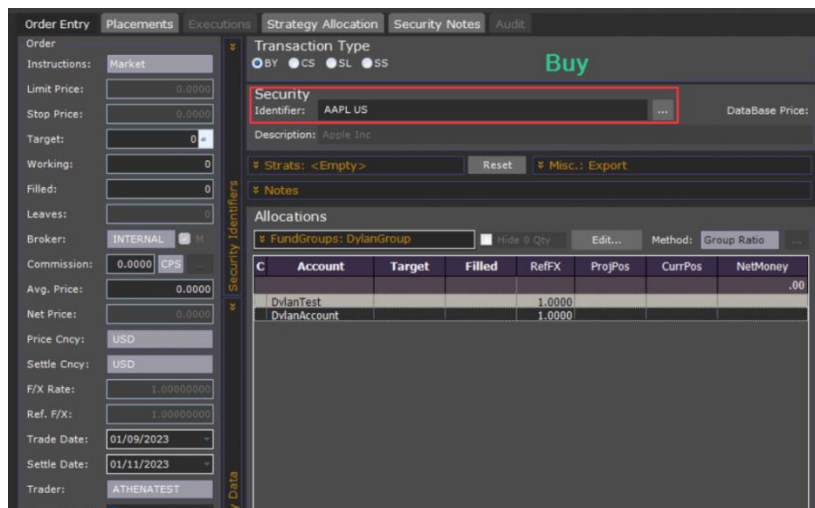 Order Entry Placements Executions Strategy Allocation Security Notes Audit
Order
Instructions: Market
Limit Price: 0.0000
Stop Price: 0.0000
Target: 0
Working: 0
Filled: 0
Leaves: 0
Broker: INTERNAL M
Commission: 0.0000 CPS ...
Avg. Price: 0.0000
Net Price: 0.0000
Price Cncy: USD
Settle Cncy: USD
F/X Rate: 1.00000000
Ref. F/X: 1.00000000
Trade Date: 01/09/2023
Settle Date: 01/11/2023
Trader: ATHENATEST
Security Identifiers
y Data
Transaction Type
BY CS SL SS
Buy
Security
Identifier: AAPL US ... DataBase Price:
Description: Apple Inc
Strats: <Empty> Reset Misc.: Export
Notes
Allocations
FundGroups: DylanGroup Hide 0 Qty Edit... Method: Group Ratio ...
C Account Target Filled RefFX ProjPos CurrPos NetMoney
.00
DylanTest 1.0000
DylanAccount 1.0000